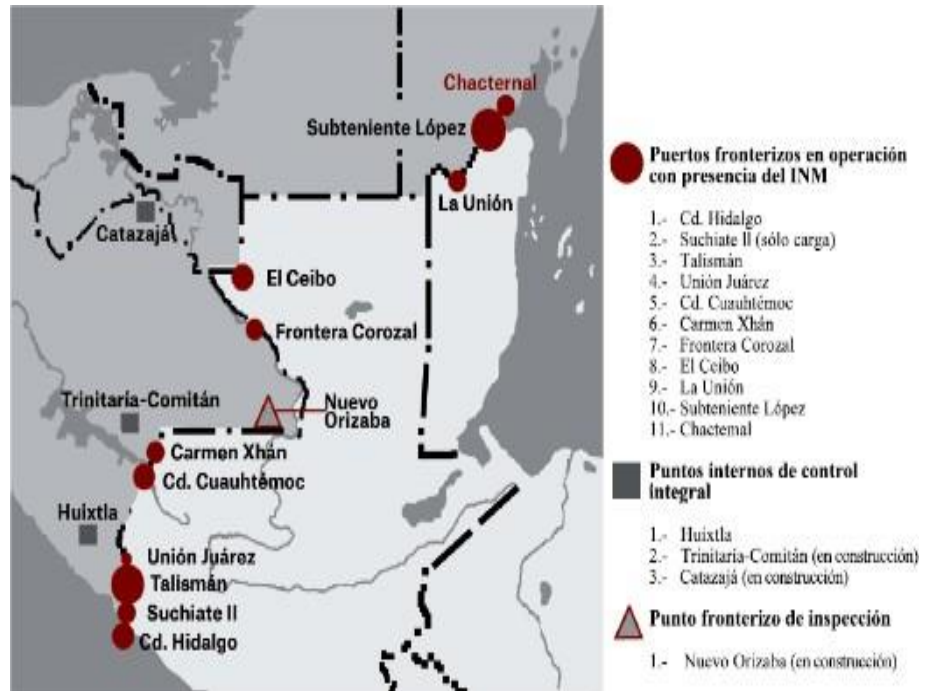 Chacternal
Subteniente López
La Unión
Catazajá
El Ceibo
Frontera Corozal
Trinitaría-Comitán
Nuevo
Orizaba
Carmen Xhán
Cd. Cuauhtémoc
Huixtla
Unión Juárez
Talismán
Suchiate II
Cd. Hidalgo
Puertos fronterizos en operación
con presencia del INM
1.- Cd. Hidalgo
2.- Suchiate II (sólo carga)
3.- Talismán
4.- Unión Juárez
5.- Cd. Cuauhtémoc
6.- Carmen Xhán
7.- Frontera Corozal
8.- El Ceibo
9.- La Unión
10.- Subteniente López
11.- Chactemal
Puntos internos de control
integral
1.- Huixtla
2.- Trinitaría-Comitán (en construcción)
3.- Catazajá (en construcción)
Punto fronterizo de inspección
1.- Nuevo Orizaba (en construcción)